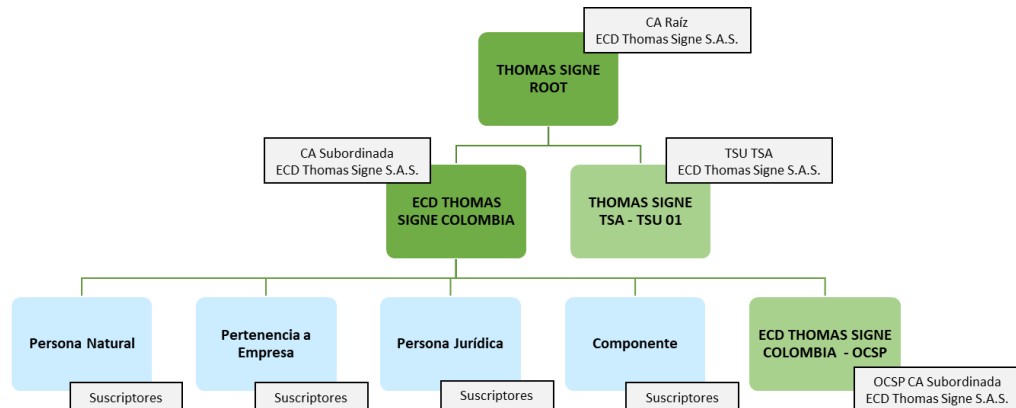 CA Raíz
ECD Thomas Signe S.A.S.
THOMAS SIGNE
ROOT
CA Subordinada
ECD Thomas Signe S.A.S.
TSU TSA
ECD Thomas Signe S.A.S.
ECD THOMAS
SIGNE COLOMBIA
THOMAS SIGNE
TSA - TSU 01
Persona Natural
Suscriptores
Pertenencia a
Empresa
Suscriptores
Persona Jurídica
Suscriptores
Componente
Suscriptores
ECD THOMAS SIGNE
COLOMBIA - OCSP
OCSP CA Subordinada
ECD Thomas Signe S.A.S.